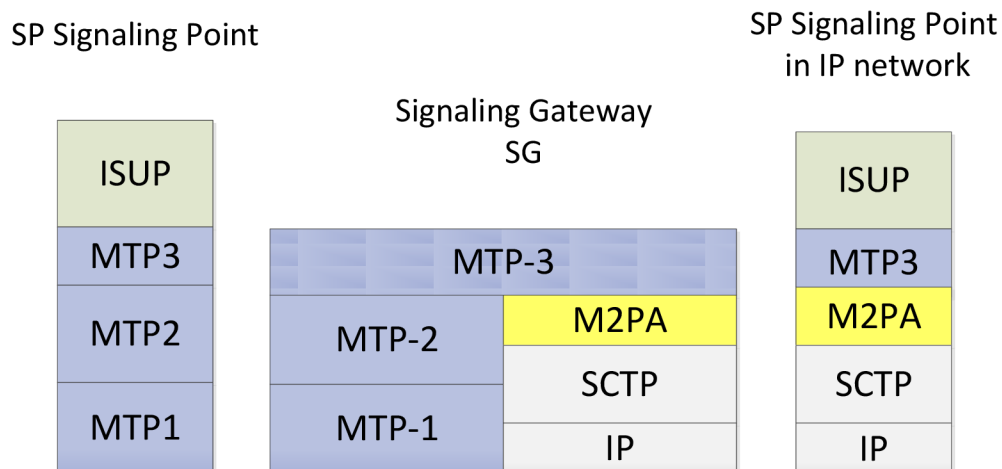 SP Signaling Point
SP Signaling Point
in IP network
Signaling Gateway
SG
ISUP
MTP3
MTP2
MTP1
MTP-3
MTP-2
MTP-1
M2PA
SCTP
IP
ISUP
MTP3
M2PA
SCTP
IP